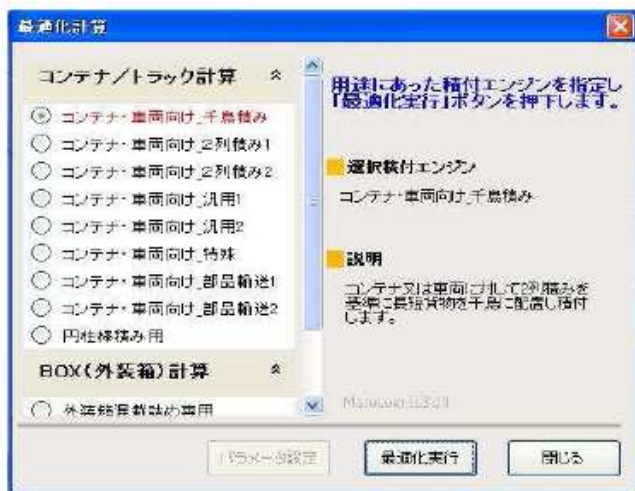 最適化計算
コンテナ/トラック計算
コンテナ・車両向け_千鳥積み
コンテナ・車両向け_2列積み1
コンテナ・車両向け_2列積み2
コンテナ・車両向け_汎用1
コンテナ・車両向け_汎用2
コンテナ・車両向け_特殊
コンテナ・車両向け_部品輸送1
コンテナ・車両向け_部品輸送2
円柱棒積み用
BOX(外装箱)計算
外装箱混載詰め専用
用途にあった積付エンジンを指定し
「最適化実行」ボタンを押下します。
選択積付エンジン
コンテナ・車両向け_千鳥積み
説明
コンテナ又は車両に対して2列積みを
基準に長短貨物を千鳥に配置し積付
します。
パラメータ設定
最適化実行
閉じる